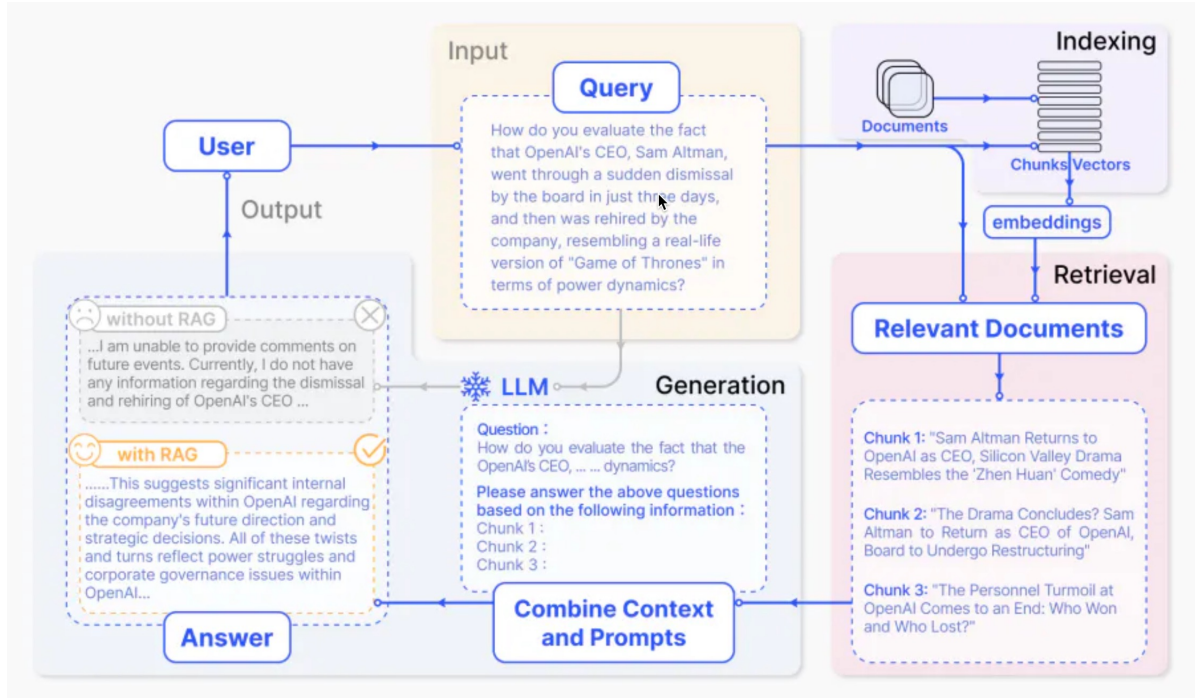 Input
Query
How do you evaluate the fact
that OpenAI's CEO, Sam Altman,
went through a sudden dismissal
by the board in just three days,
and then was rehired by the
company, resembling a real-life
version of "Game of Thrones" in
terms of power dynamics?
Indexing
Documents
Chunks Vectors
embeddings
User
Output
Retrieval
Relevant Documents
Chunk 1: "Sam Altman Returns to
OpenAI as CEO, Silicon Valley Drama
Resembles the 'Zhen Huan' Comedy"
Chunk 2: "The Drama Concludes? Sam
Altman to Return as CEO of OpenAI,
Board to Undergo Restructuring"
Chunk 3: "The Personnel Turmoil at
OpenAI Comes to an End: Who Won
and Who Lost?"
Generation
LLM
Question :
How do you evaluate the fact that the
OpenAI's CEO, ... ... dynamics?
Please answer the above questions
based on the following information :
Chunk 1 :
Chunk 2 :
Chunk 3 :
Combine Context
and Prompts
without RAG
...I am unable to provide comments on
future events. Currently, I do not have
any information regarding the dismissal
and rehiring of OpenAI's CEO ...
with RAG
......This suggests significant internal
disagreements within OpenAI regarding
the company's future direction and
strategic decisions. All of these twists
and turns reflect power struggles and
corporate governance issues within
OpenAI...
Answer